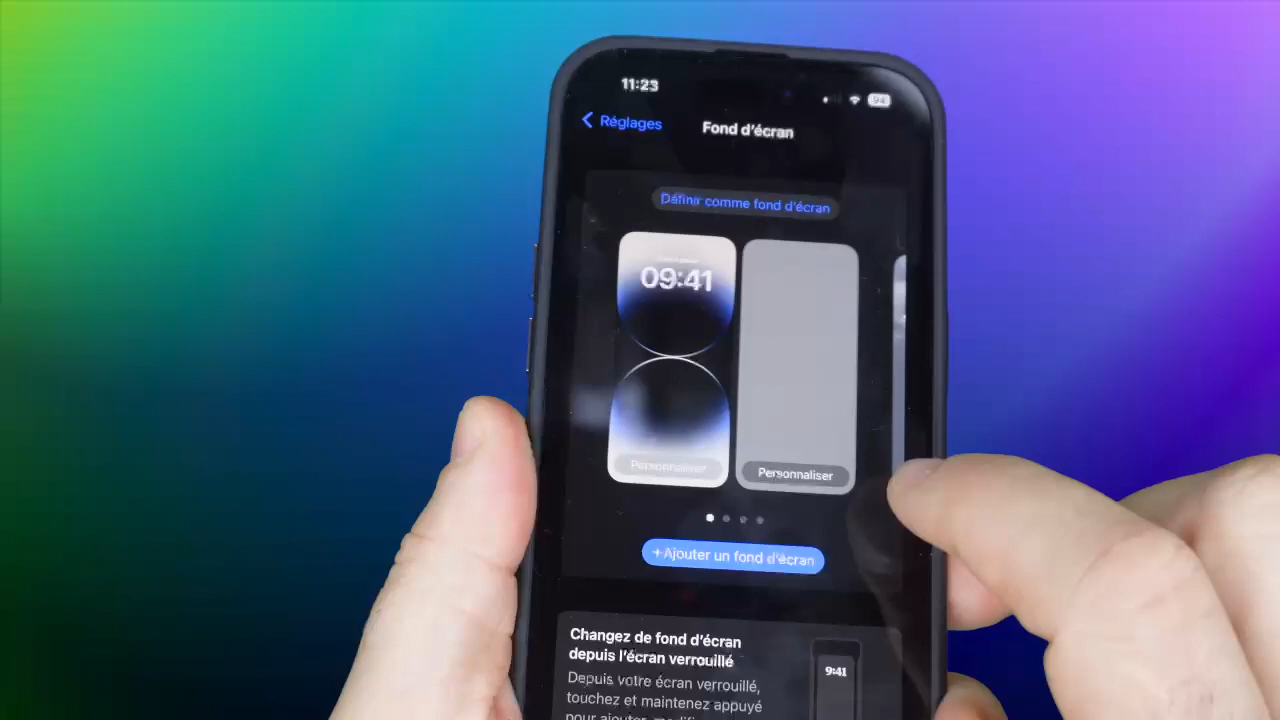 11:23
94
Réglages
Fond d'écran
Définir comme fond d'écran
09:41
Personnaliser
Personnaliser
+Ajouter un fond d'écran
Changez de fond d'écran
depuis l'écran verrouillé
9:41
Depuis votre écran verrouillé,
touchez et maintenez appuyé